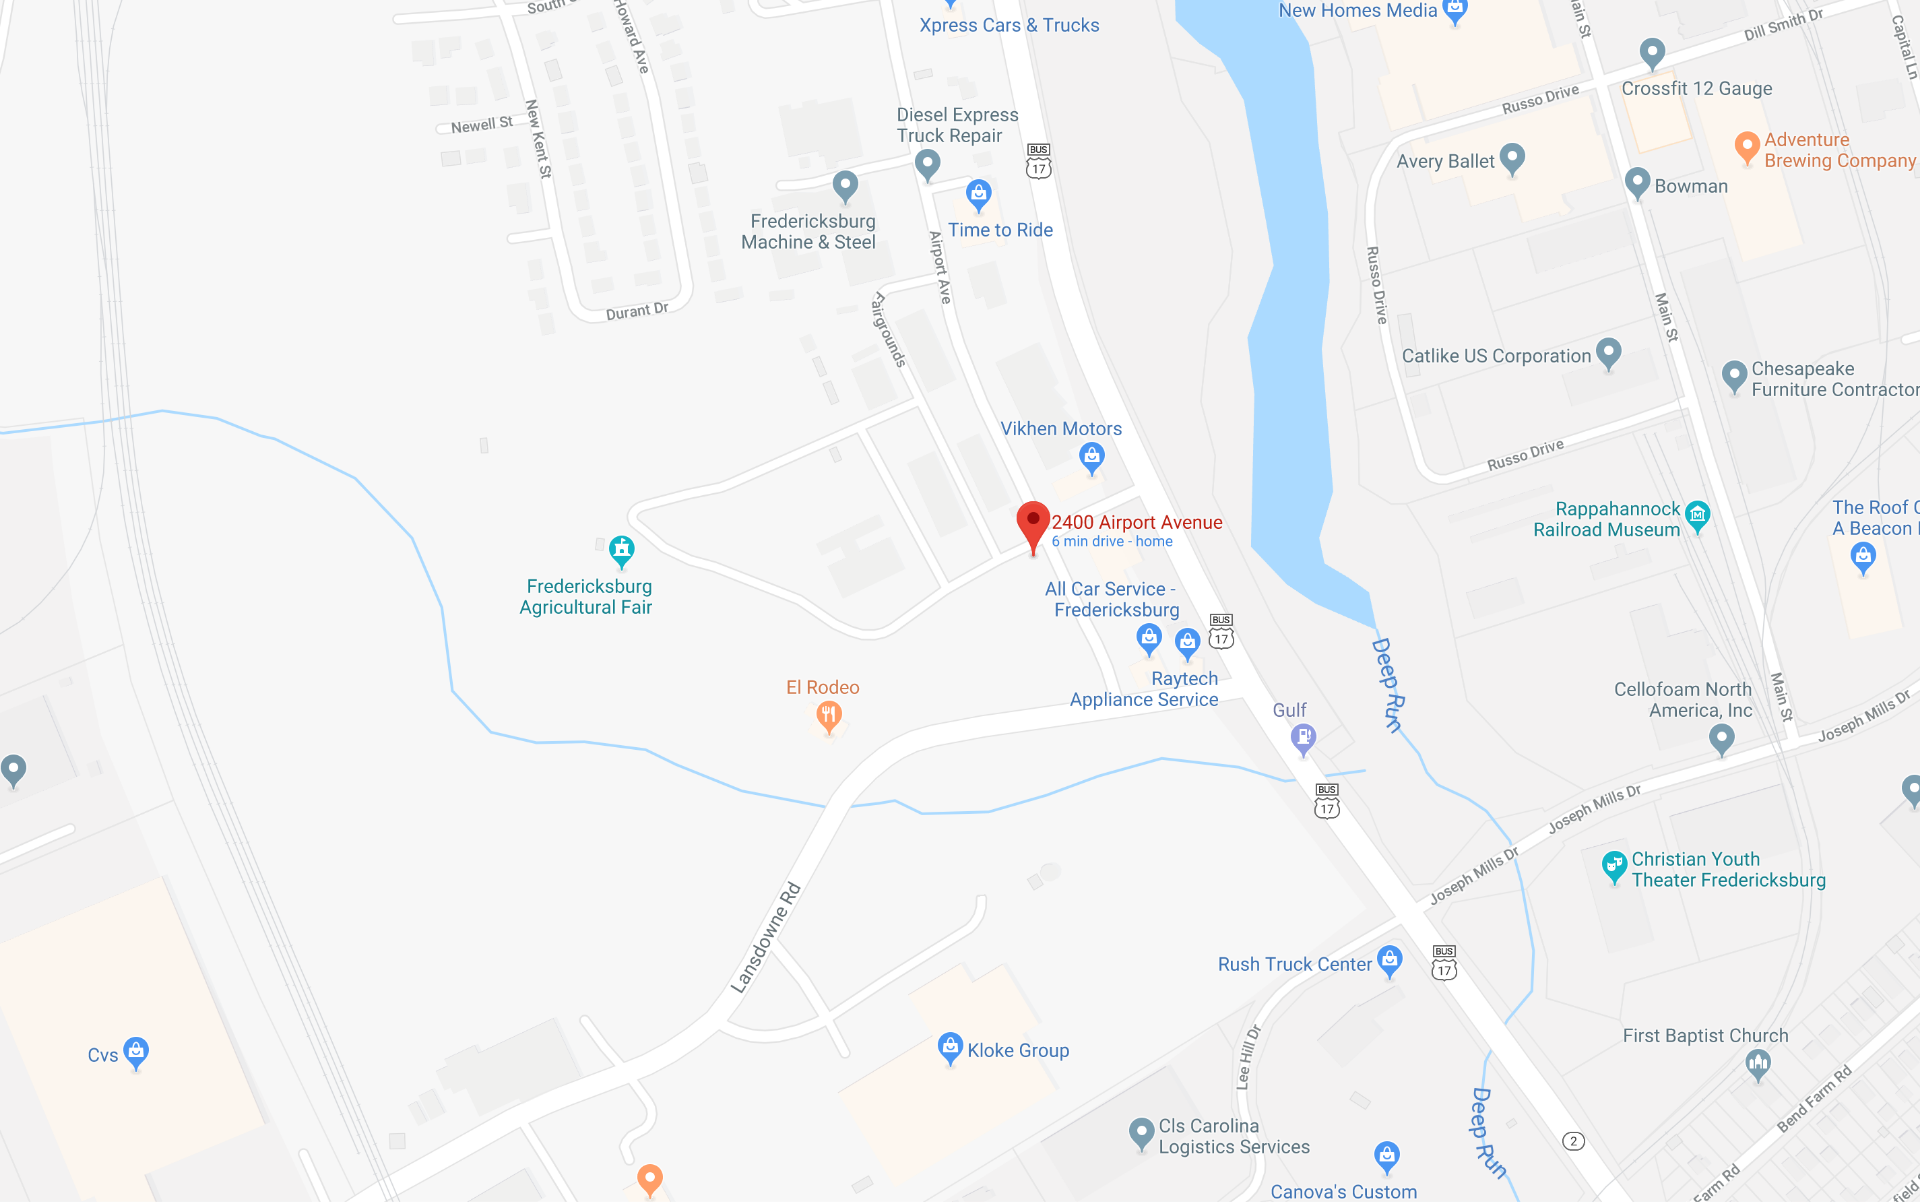 South
Howard Ave
Xpress Cars & Trucks
New Homes Media
Main St
Dill Smith Dr
Capital Ln
Crossfit 12 Gauge
Russo Drive
Newell St
New Kent St
Diesel Express
Truck Repair
BUS
17
Avery Ballet
Adventure
Brewing Company
Bowman
Fredericksburg
Machine & Steel
Time to Ride
Airport Ave
Durant Dr
Fairgrounds
Russo Drive
Main St
Catlike US Corporation
Chesapeake
Furniture Contractor
Vikhen Motors
Russo Drive
2400 Airport Avenue
6 min drive - home
Rappahannock
Railroad Museum
The Roof
A Beacon
Fredericksburg
Agricultural Fair
All Car Service -
Fredericksburg
BUS
17
Raytech
Appliance Service
El Rodeo
Deep Run
Gulf
Cellofoam North
America, Inc
Main St
Joseph Mills Dr
BUS
17
Joseph Mills Dr
Joseph Mills Dr
Christian Youth
Theater Fredericksburg
Lansdowne Rd
Rush Truck Center
BUS
17
Cvs
Kloke Group
Lee Hill Dr
First Baptist Church
Bend Farm Rd
Deep Run
Cls Carolina
Logistics Services
2
Canova's Custom
Farm Rd
field